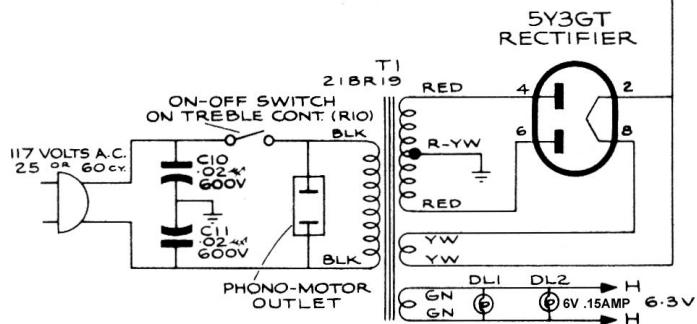 5Y3GT
RECTIFIER
T1
21BR19
RED
4
2
ON-OFF SWITCH
ON TREBLE CONT. (R10)
BLK
6
8
R-YW
117 VOLTS A.C.
25 OR 60 CY.
C10
.02
600V
RED
C11
.02
600V
YW
YW
BLK
PHONO-MOTOR
OUTLET
DL1
DL2
H
GN
GN
P
P
6V .15AMP
6.3V
H